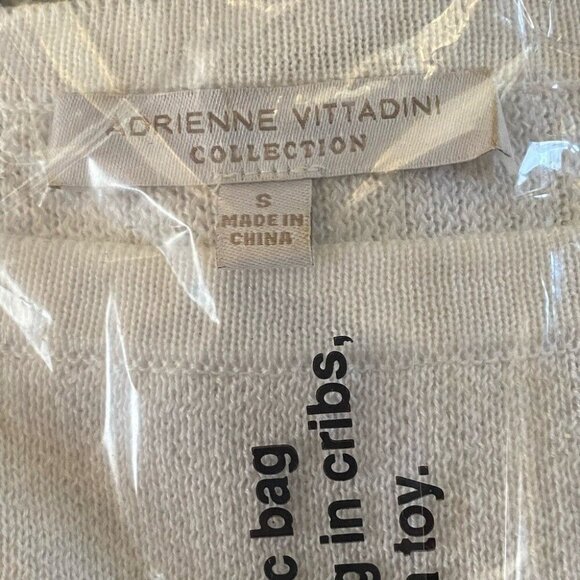 ADRIENNE VITTADINI
COLLECTION
S
MADE IN
CHINA
bag
in cribs,
toy.